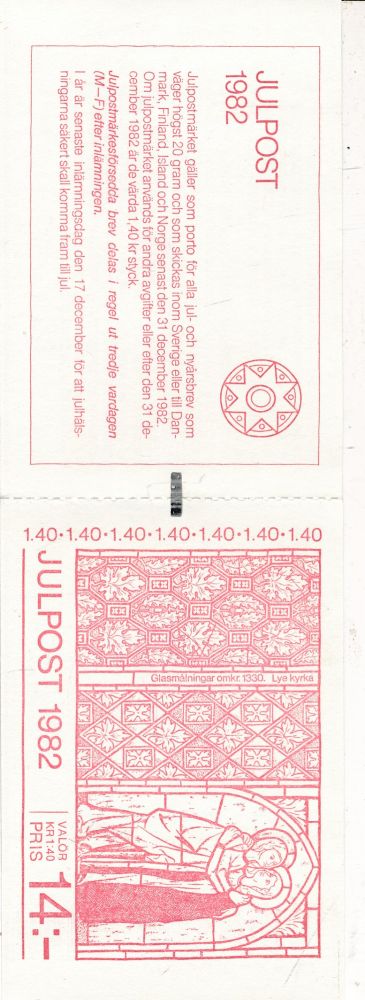 JULPOST
1982
Julpostmärket gäller som porto för alla jul- och nyårsbrev som
väger högst 20 gram och som skickas inom Sverige eller till Dan-
mark, Finland, Island och Norge senast den 31 december 1982.
Om julpostmärket används för andra avgifter eller efter den 31 de-
cember 1982 är de värda 1,40 kr styck.
Julpostmärkesförsedda brev delas i regel ut tredje vardagen
(M–F) efter inlämningen.
I år är senaste inlämningsdag den 17 december för att julhäls-
ningarna säkert skall komma fram till jul.
1.40·1.40·1.40·1.40·1.40·1.40·1.40
Glasmålningar omkr. 1330. Lye kyrka
JULPOST 1982
VALÖR
KR 1:40
PRIS
14:-